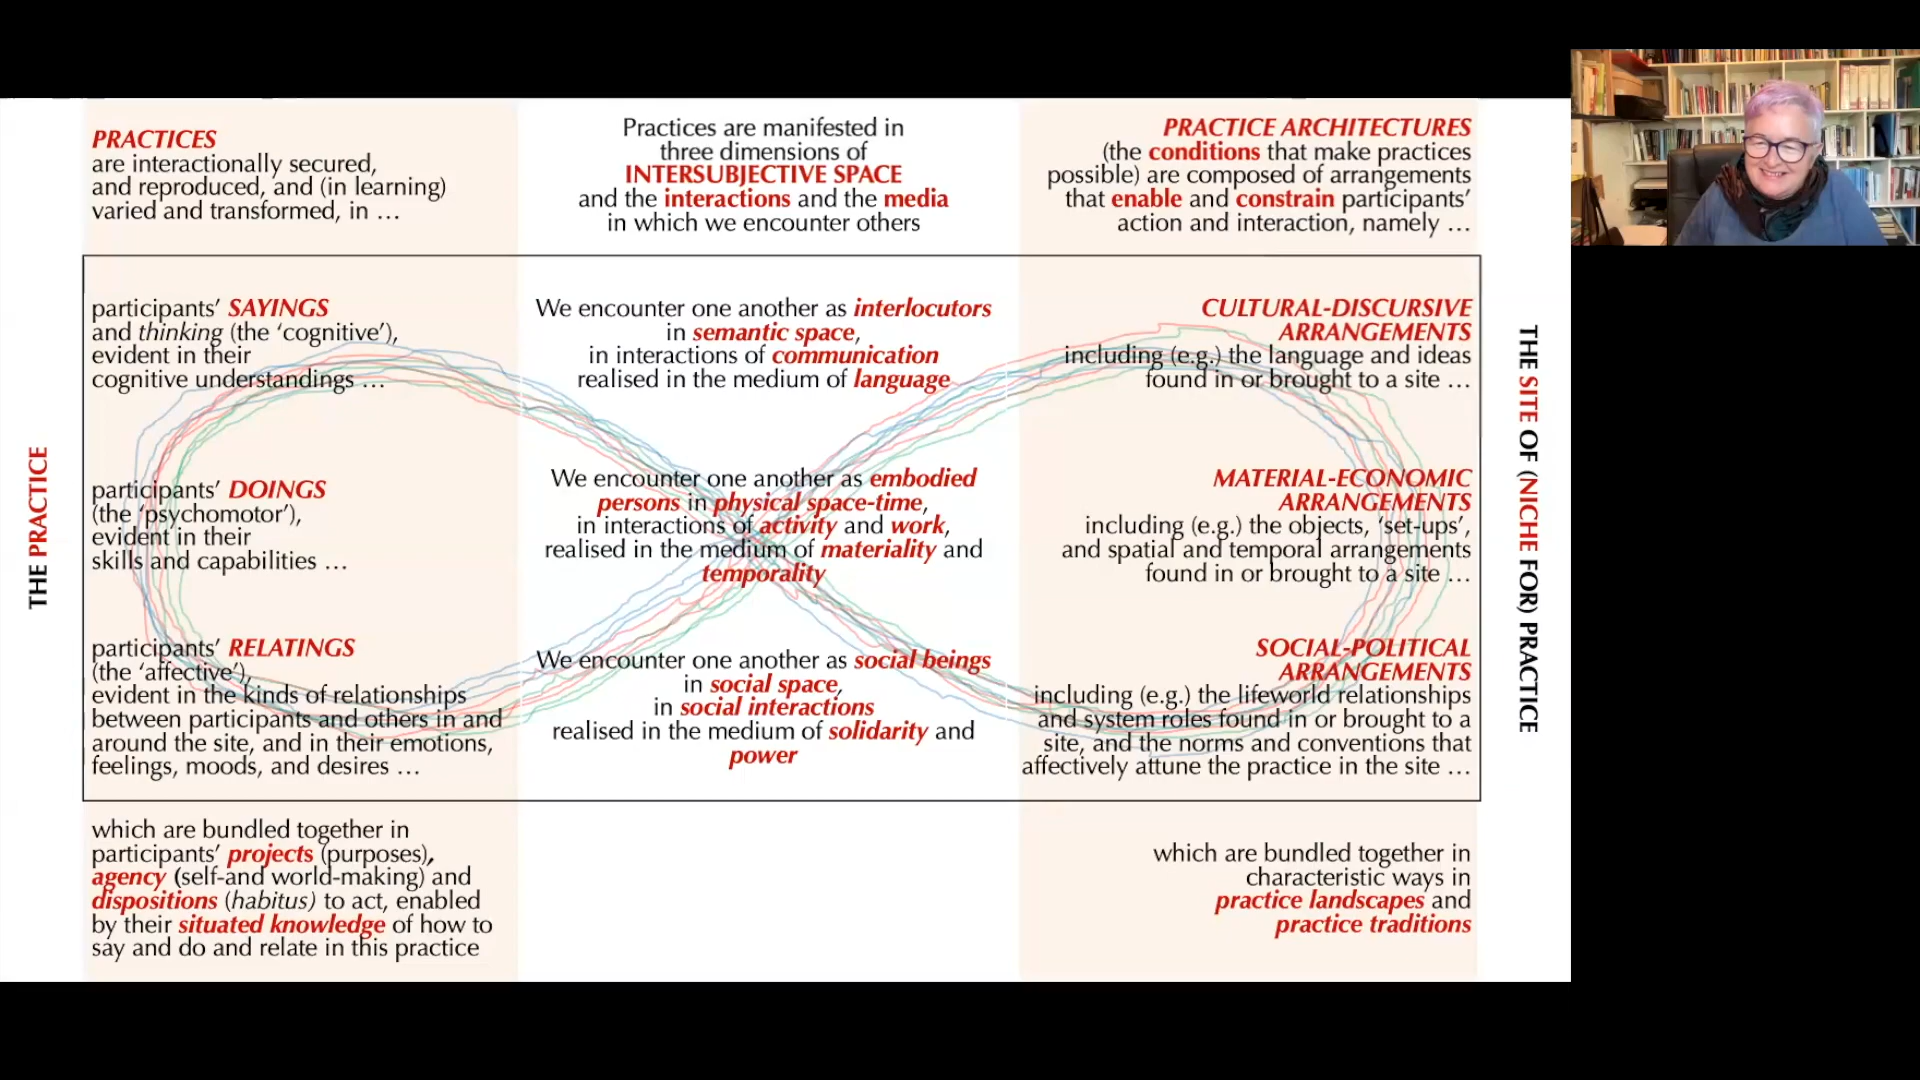 PRACTICES
are interactionally secured,
and reproduced, and (in learning)
varied and transformed, in …
Practices are manifested in
three dimensions of
INTERSUBJECTIVE SPACE
and the interactions and the media
in which we encounter others
PRACTICE ARCHITECTURES
(the conditions that make practices
possible) are composed of arrangements
that enable and constrain participants’
action and interaction, namely …
THE PRACTICE
participants’ SAYINGS
and thinking (the ‘cognitive’),
evident in their
cognitive understandings …
We encounter one another as interlocutors
in semantic space,
in interactions of communication
realised in the medium of language
CULTURAL-DISCURSIVE
ARRANGEMENTS
including (e.g.) the language and ideas
found in or brought to a site …
participants’ DOINGS
(the ‘psychomotor’),
evident in their
skills and capabilities …
We encounter one another as embodied
persons in physical space-time,
in interactions of activity and work,
realised in the medium of materiality and
temporality
MATERIAL-ECONOMIC
ARRANGEMENTS
including (e.g.) the objects, ‘set-ups’,
and spatial and temporal arrangements
found in or brought to a site …
participants’ RELATINGS
(the ‘affective’),
evident in the kinds of relationships
between participants and others in and
around the site, and in their emotions,
feelings, moods, and desires …
We encounter one another as social beings
in social space,
in social interactions
realised in the medium of solidarity and
power
SOCIAL-POLITICAL
ARRANGEMENTS
including (e.g.) the lifeworld relationships
and system roles found in or brought to a
site, and the norms and conventions that
affectively attune the practice in the site …
THE SITE OF (NICHE FOR) PRACTICE
which are bundled together in
participants’ projects (purposes),
agency (self-and world-making) and
dispositions (habitus) to act, enabled
by their situated knowledge of how to
say and do and relate in this practice
which are bundled together in
characteristic ways in
practice landscapes and
practice traditions